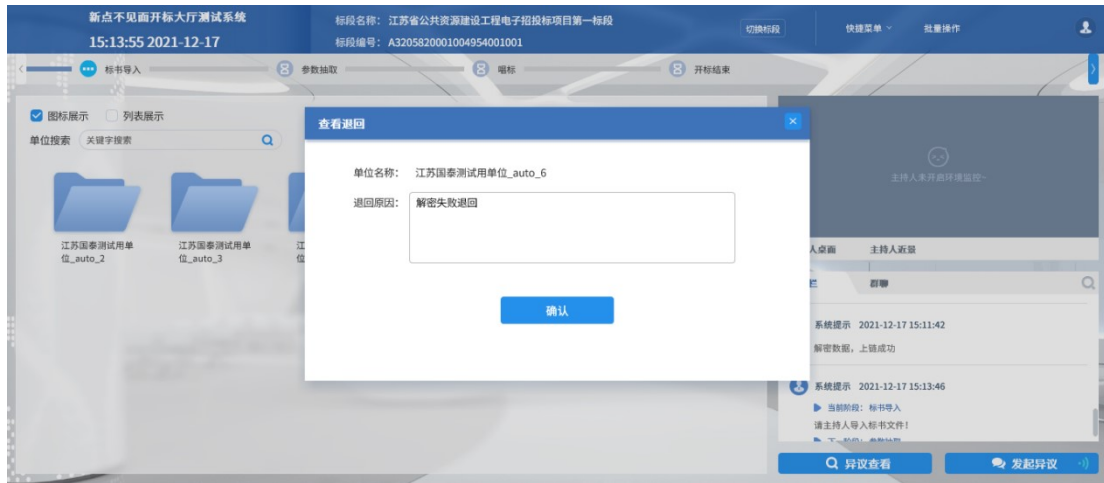 新点不见面开标大厅测试系统
15:13:55 2021-12-17
标段名称： 江苏省公共资源建设工程电子招投标项目第一标段
标段编号： A3205820001004954001001
切换标段
快捷菜单
批量操作
标书导入
参数抽取
唱标
开标结束
图标展示
列表展示
单位搜索
关键字搜索
江苏国泰测试用单
位_auto_2
江苏国泰测试用单
位_auto_3
查看退回
单位名称：
江苏国泰测试用单位_auto_6
退回原因：
解密失败退回
确认
主持人未开启环境监控~
人桌面
主持人近景
群聊
系统提示 2021-12-17 15:11:42
解密数据，上链成功
系统提示 2021-12-17 15:13:46
当前阶段：标书导入
请主持人导入标书文件！
异议查看
发起异议